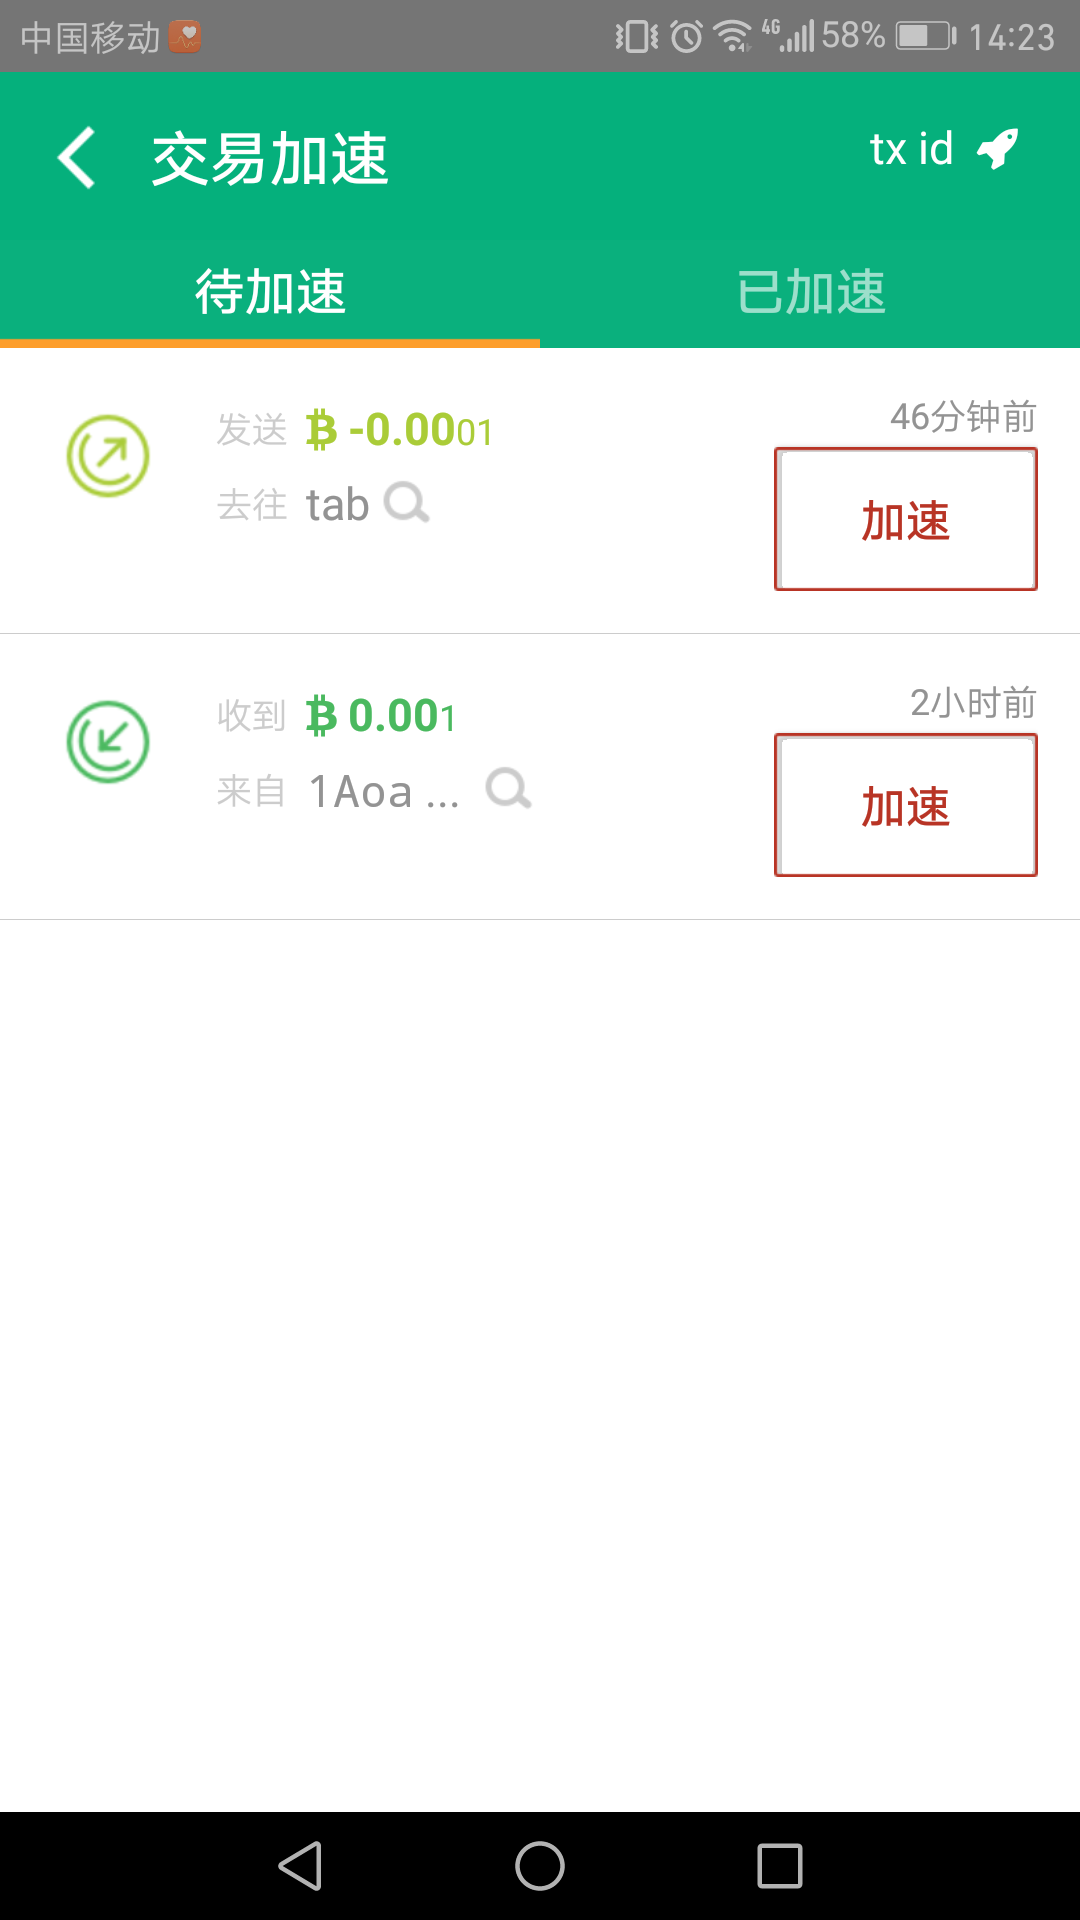 中国移动 4G 58% 14:23
交易加速 tx id
待加速 已加速
发送 -0.0001 46分钟前
去往 tab 加速
收到 0.001 2小时前
来自 1Aoa ... 加速